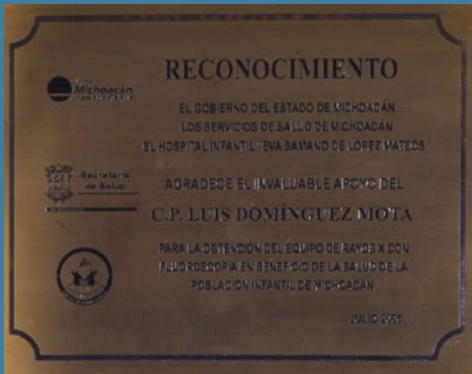 RECONOCIMIENTO
Michoacán
EL GOBIERNO DEL ESTADO DE MICHOACÁN
LOS SERVICIOS DE SALUD DE MICHOACÁN
EL HOSPITAL INFANTIL "EVA SAMANO DE LÓPEZ MATEOS"
Secretaría
de Salud
AGRADECE EL INVALUABLE APOYO DEL
C.P. LUIS DOMÍNGUEZ MOTA
PARA LA OBTENCIÓN DEL EQUIPO DE RAYOS X CON
FLUOROSCOPIA EN BENEFICIO DE LA SALUD DE LA
POBLACIÓN INFANTIL DE MICHOACÁN
JULIO